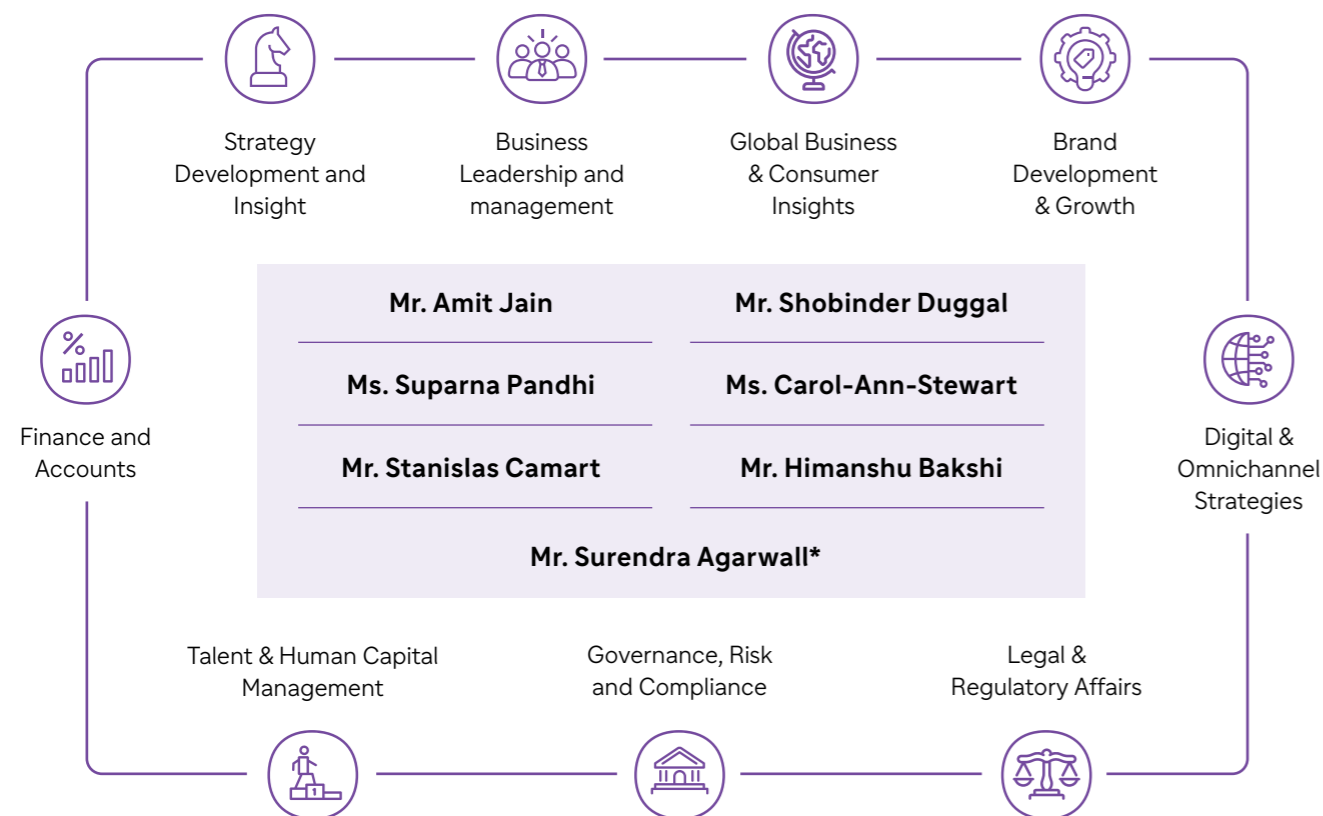 Strategy
Development and
Insight
Business
Leadership and
management
Global Business
& Consumer
Insights
Brand
Development
& Growth
Mr. Amit Jain
Mr. Shobinder Duggal
%
Ms. Suparna Pandhi
Ms. Carol-Ann-Stewart
Finance and
Accounts
Digital &
Omnichannel
Strategies
Mr. Stanislas Camart
Mr. Himanshu Bakshi
Mr. Surendra Agarwall*
Talent & Human Capital
Management
Governance, Risk
and Compliance
Legal &
Regulatory Affairs
1